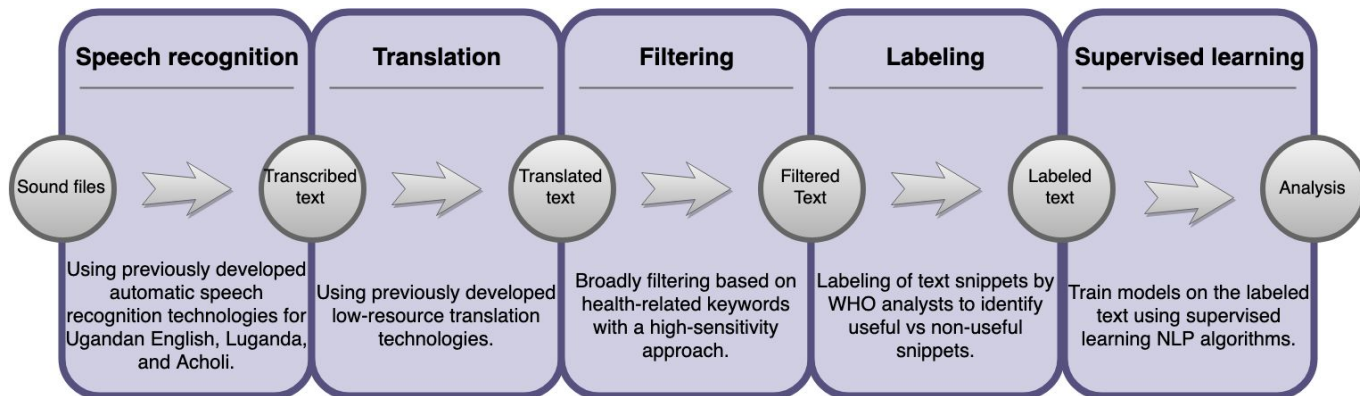 Speech recognition
Translation
Filtering
Labeling
Supervised learning
Sound files
Transcribed
text
Translated
text
Filtered
Text
Labeled
text
Analysis
Using previously developed
automatic speech
recognition technologies for
Ugandan English, Luganda,
and Acholi.
Using previously developed
low-resource translation
technologies.
Broadly filtering based on
health-related keywords
with a high-sensitivity
approach.
Labeling of text snippets by
WHO analysts to identify
useful vs non-useful
snippets.
Train models on the labeled
text using supervised
learning NLP algorithms.